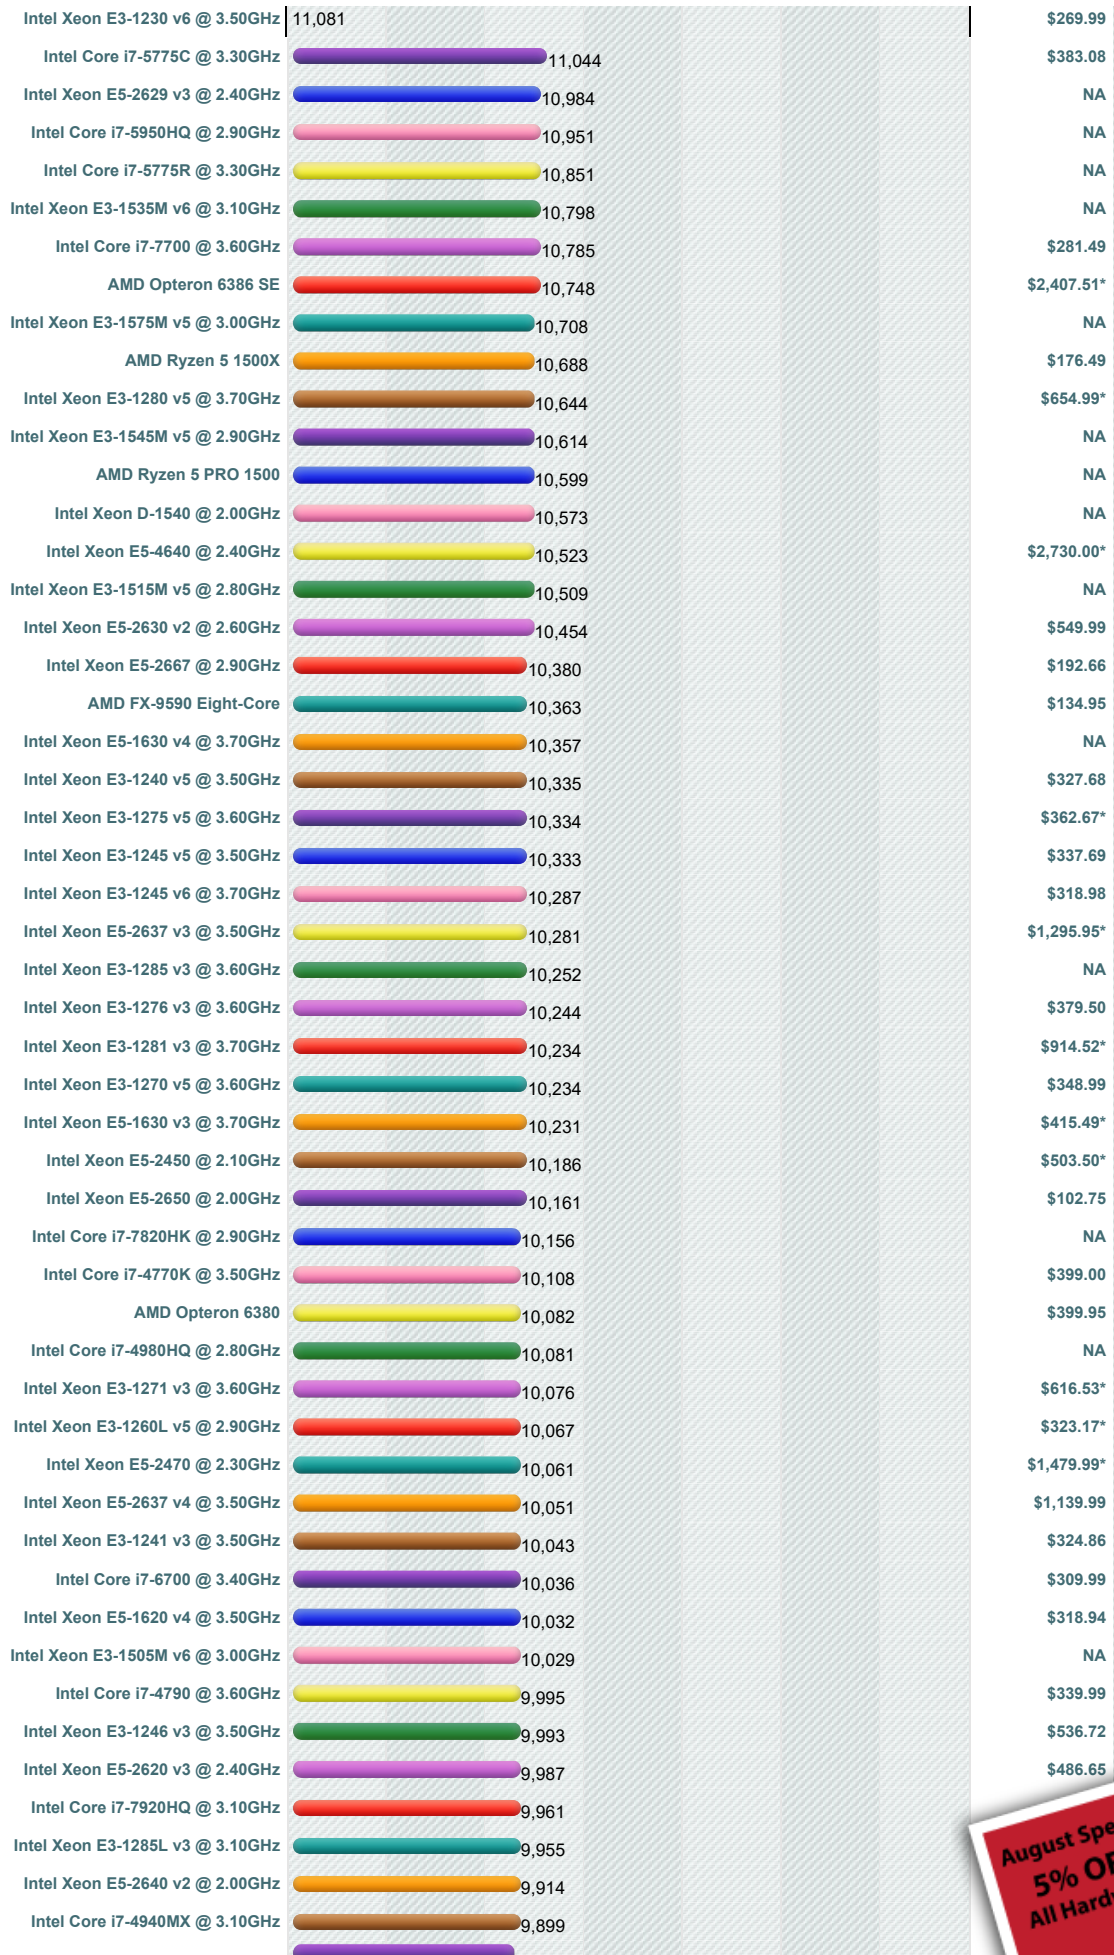 Intel Xeon E3-1230 v6 @ 3.50GHz 11,081 $269.99
Intel Core i7-5775C @ 3.30GHz 11,044 $383.08
Intel Xeon E5-2629 v3 @ 2.40GHz 10,984 NA
Intel Core i7-5950HQ @ 2.90GHz 10,951 NA
Intel Core i7-5775R @ 3.30GHz 10,851 NA
Intel Xeon E3-1535M v6 @ 3.10GHz 10,798 NA
Intel Core i7-7700 @ 3.60GHz 10,785 $281.49
AMD Opteron 6386 SE 10,748 $2,407.51*
Intel Xeon E3-1575M v5 @ 3.00GHz 10,708 NA
AMD Ryzen 5 1500X 10,688 $176.49
Intel Xeon E3-1280 v5 @ 3.70GHz 10,644 $654.99*
Intel Xeon E3-1545M v5 @ 2.90GHz 10,614 NA
AMD Ryzen 5 PRO 1500 10,599 NA
Intel Xeon D-1540 @ 2.00GHz 10,573 NA
Intel Xeon E5-4640 @ 2.40GHz 10,523 $2,730.00*
Intel Xeon E3-1515M v5 @ 2.80GHz 10,509 NA
Intel Xeon E5-2630 v2 @ 2.60GHz 10,454 $549.99
Intel Xeon E5-2667 @ 2.90GHz 10,380 $192.66
AMD FX-9590 Eight-Core 10,363 $134.95
Intel Xeon E5-1630 v4 @ 3.70GHz 10,357 NA
Intel Xeon E3-1240 v5 @ 3.50GHz 10,335 $327.68
Intel Xeon E3-1275 v5 @ 3.60GHz 10,334 $362.67*
Intel Xeon E3-1245 v5 @ 3.50GHz 10,333 $337.69
Intel Xeon E3-1245 v6 @ 3.70GHz 10,287 $318.98
Intel Xeon E5-2637 v3 @ 3.50GHz 10,281 $1,295.95*
Intel Xeon E3-1285 v3 @ 3.60GHz 10,252 NA
Intel Xeon E3-1276 v3 @ 3.60GHz 10,244 $379.50
Intel Xeon E3-1281 v3 @ 3.70GHz 10,234 $914.52*
Intel Xeon E3-1270 v5 @ 3.60GHz 10,234 $348.99
Intel Xeon E5-1630 v3 @ 3.70GHz 10,231 $415.49*
Intel Xeon E5-2450 @ 2.10GHz 10,186 $503.50*
Intel Xeon E5-2650 @ 2.00GHz 10,161 $102.75
Intel Core i7-7820HK @ 2.90GHz 10,156 NA
Intel Core i7-4770K @ 3.50GHz 10,108 $399.00
AMD Opteron 6380 10,082 $399.95
Intel Core i7-4980HQ @ 2.80GHz 10,081 NA
Intel Xeon E3-1271 v3 @ 3.60GHz 10,076 $616.53*
Intel Xeon E3-1260L v5 @ 2.90GHz 10,067 $323.17*
Intel Xeon E5-2470 @ 2.30GHz 10,061 $1,479.99*
Intel Xeon E5-2637 v4 @ 3.50GHz 10,051 $1,139.99
Intel Xeon E3-1241 v3 @ 3.50GHz 10,043 $324.86
Intel Core i7-6700 @ 3.40GHz 10,036 $309.99
Intel Xeon E5-1620 v4 @ 3.50GHz 10,032 $318.94
Intel Xeon E3-1505M v6 @ 3.00GHz 10,029 NA
Intel Core i7-4790 @ 3.60GHz 9,995 $339.99
Intel Xeon E3-1246 v3 @ 3.50GHz 9,993 $536.72
Intel Xeon E5-2620 v3 @ 2.40GHz 9,987 $486.65
Intel Core i7-7920HQ @ 3.10GHz 9,961
Intel Xeon E3-1285L v3 @ 3.10GHz 9,955
Intel Xeon E5-2640 v2 @ 2.00GHz 9,914
Intel Core i7-4940MX @ 3.10GHz 9,899
August Spe
5% OF
All Hard